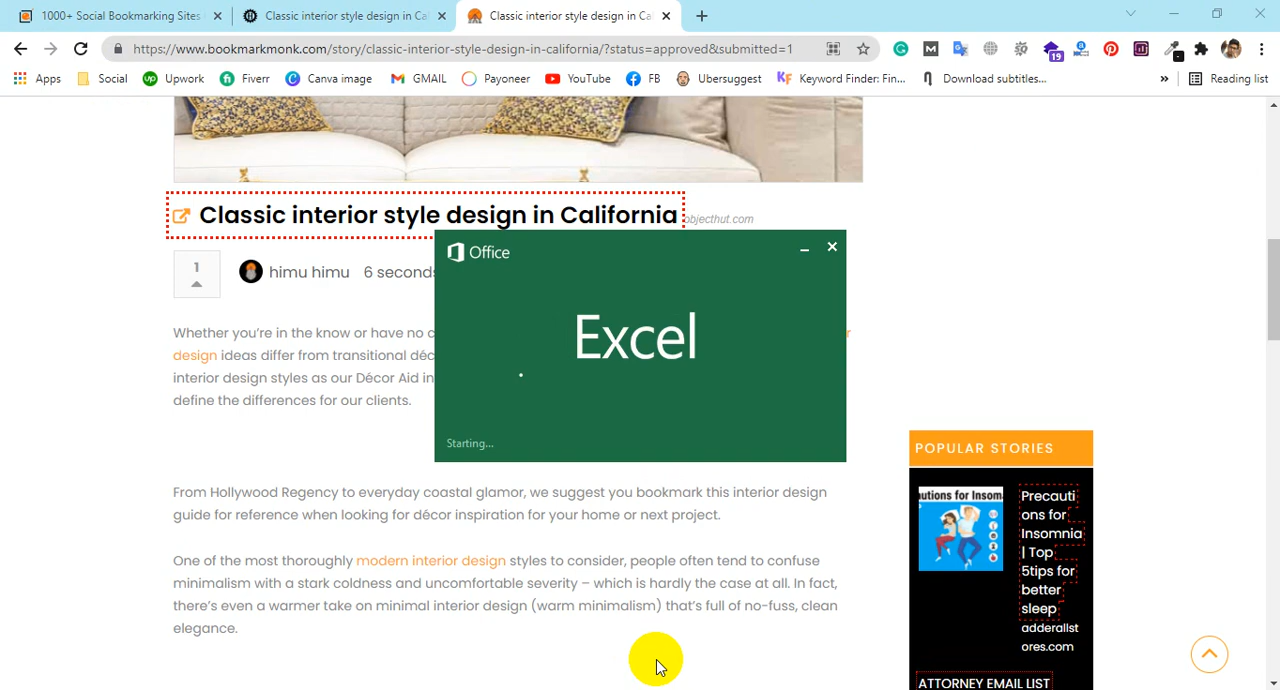 1000+ Social Bookmarking Sites
Classic interior style design in Cal
Classic interior style design in Cal
https://www.bookmarkmonk.com/story/classic-interior-style-design-in-california/?status=approved&submitted=1
19
Apps
Social
Upwork
Fiverr
Canva image
GMAIL
Payoneer
YouTube
FB
Ubersuggest
Keyword Finder: Fin...
Download subtitles...
»
Reading list
Classic interior style design in California
objecthut.com
Office
1
himu himu 6 seconds
Excel
Starting...
Whether you're in the know or have no c
design ideas differ from transitional déc
interior design styles as our Décor Aid in
define the differences for our clients.
From Hollywood Regency to everyday coastal glamor, we suggest you bookmark this interior design
guide for reference when looking for décor inspiration for your home or next project.
One of the most thoroughly modern interior design styles to consider, people often tend to confuse
minimalism with a stark coldness and uncomfortable severity – which is hardly the case at all. In fact,
there's even a warmer take on minimal interior design (warm minimalism) that's full of no-fuss, clean
elegance.
POPULAR STORIES
utions for Insom
Precauti
ons for
Insomnia
| Top
5tips for
better
sleep
adderallst
ores.com
ATTORNEY EMAIL LIST